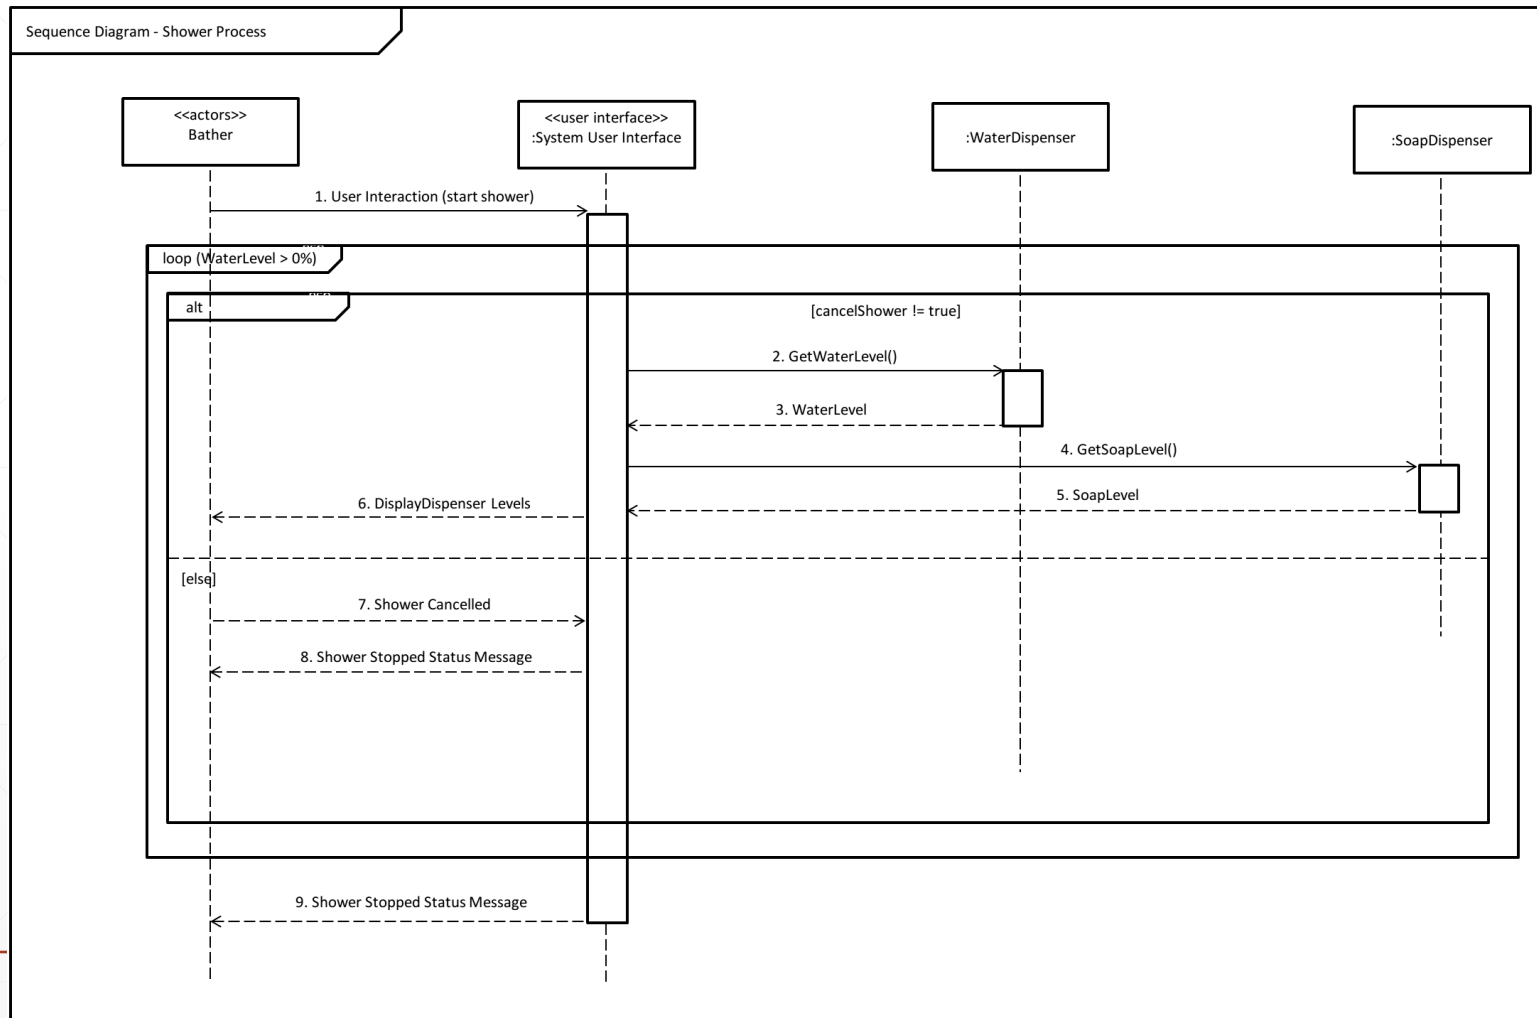 Sequence Diagram - Shower Process
<<actors>>
Bather
<<user interface>>
:System User Interface
:WaterDispenser
:SoapDispenser
1. User Interaction (start shower)
loop (WaterLevel > 0%)
alt
[cancelShower != true]
2. GetWaterLevel()
3. WaterLevel
4. GetSoapLevel()
5. SoapLevel
6. DisplayDispenser Levels
[else]
7. Shower Cancelled
8. Shower Stopped Status Message
9. Shower Stopped Status Message